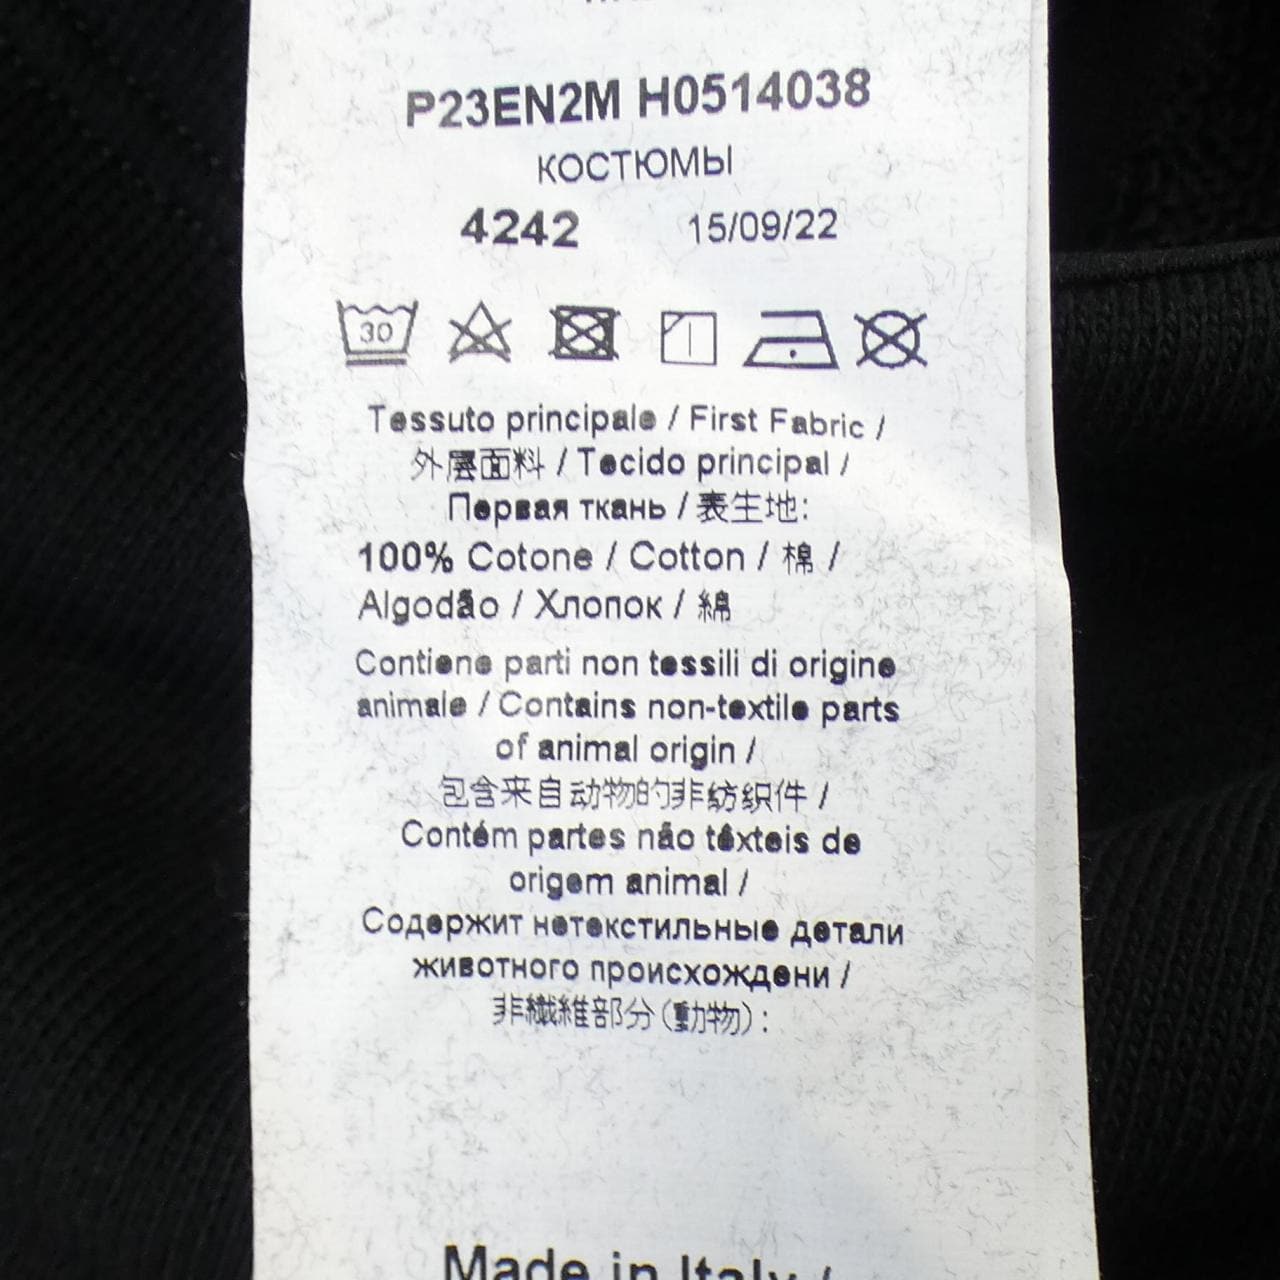 P23EN2M H0514038
КОСТЮМЫ
4242 15/09/22
30
Tessuto principale / First Fabric /
外层面料 / Tecido principal /
Первая ткань / 表生地:
100% Cotone / Cotton / 棉 /
Algodão / Хлопок / 綿
Contiene parti non tessili di origine
animale / Contains non-textile parts
of animal origin /
包含来自动物的非纺织件 /
Contém partes não têxteis de
origem animal /
Содержит нетекстильные детали
животного происхождени /
非繊維部分(動物):
Made in Italy /